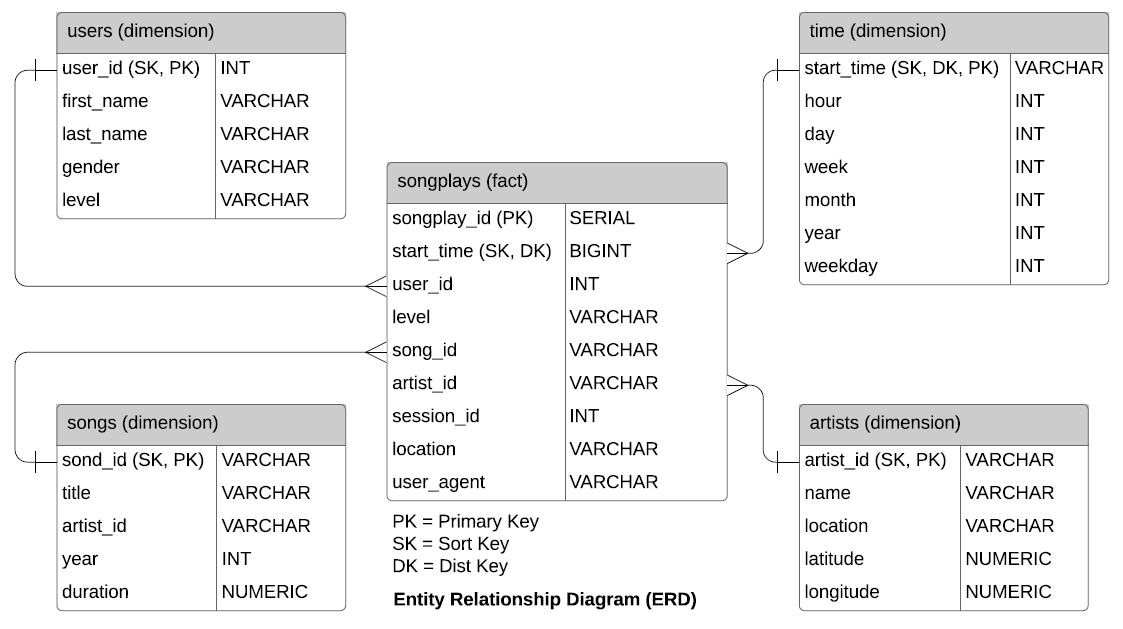 users (dimension)
user_id (SK, PK) INT
first_name VARCHAR
last_name VARCHAR
gender VARCHAR
level VARCHAR
time (dimension)
start_time (SK, DK, PK) VARCHAR
hour INT
day INT
week INT
month INT
year INT
weekday INT
songplays (fact)
songplay_id (PK) SERIAL
start_time (SK, DK) BIGINT
user_id INT
level VARCHAR
song_id VARCHAR
artist_id VARCHAR
session_id INT
location VARCHAR
user_agent VARCHAR
songs (dimension)
sond_id (SK, PK) VARCHAR
title VARCHAR
artist_id VARCHAR
year INT
duration NUMERIC
artists (dimension)
artist_id (SK, PK) VARCHAR
name VARCHAR
location VARCHAR
latitude NUMERIC
longitude NUMERIC
PK = Primary Key
SK = Sort Key
DK = Dist Key
Entity Relationship Diagram (ERD)